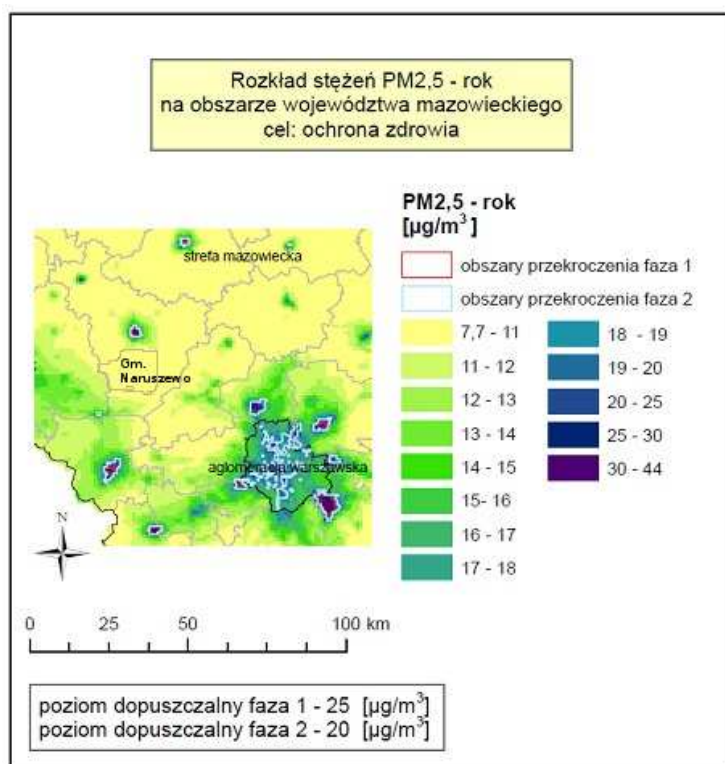 Rozkład stężeń PM2,5 - rok
na obszarze województwa mazowieckiego
cel: ochrona zdrowia
PM2,5 - rok
[µg/m³]
obszary przekroczenia faza 1
obszary przekroczenia faza 2
7,7 - 11
11 - 12
12 - 13
13 - 14
14 - 15
15- 16
16 - 17
17 - 18
18 - 19
19 - 20
20 - 25
25 - 30
30 - 44
strefa mazowiecka
Gm.
Naruszewo
aglomeracja warszawska
N
0 25 50 100 km
poziom dopuszczalny faza 1 - 25 [µg/m³]
poziom dopuszczalny faza 2 - 20 [µg/m³]